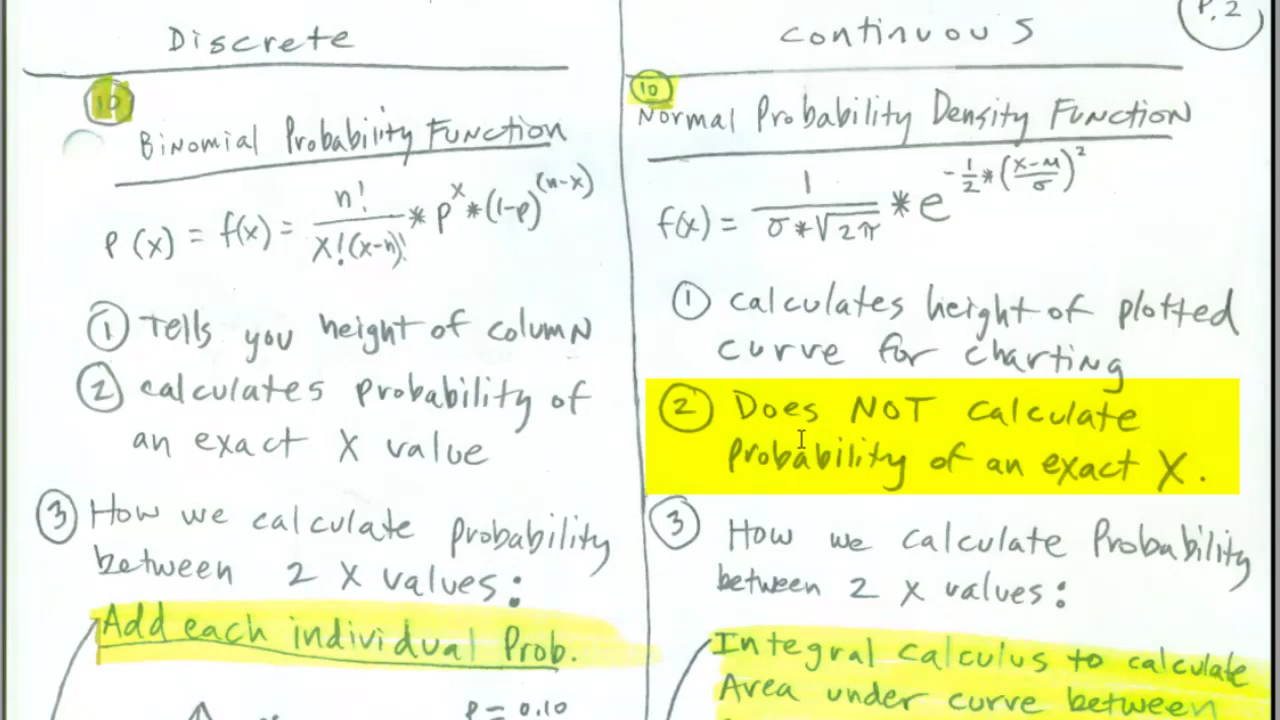 P.2
Discrete
10
Binomial Probability Function
P(x) = f(x) = n!/(x!(x-n)!) * p^x * (1-p)^(n-x)
① Tells you height of column
② calculates probability of
an exact X value
③ How we calculate probability
between 2 X values:
Add each individual Prob.
P = 0.10
continuous
10
Normal Probability Density Function
f(x) = 1/(σ*√2π) * e^(-1/2*((x-μ)/σ)^2)
① calculates height of plotted
curve for charting
② Does NOT calculate
probability of an exact X.
③ How we calculate Probability
between 2 X values:
Integral calculus to calculate
Area under curve between